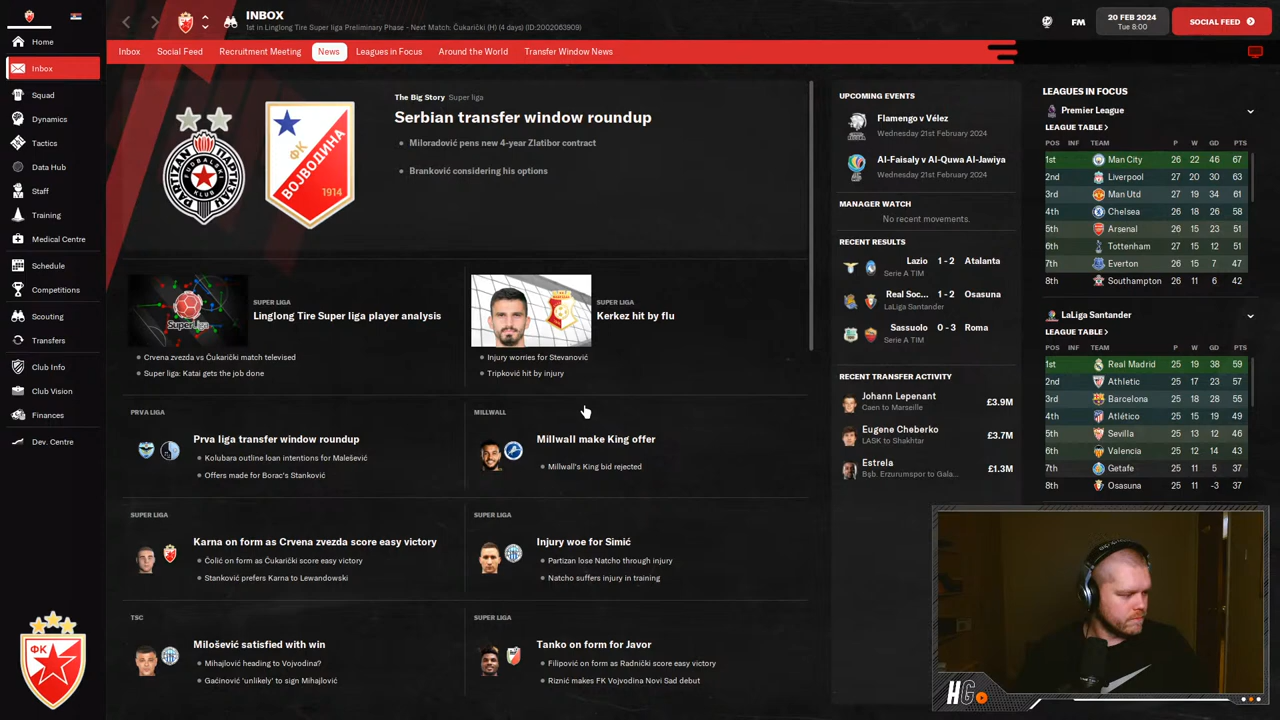 INBOX
1st in Linglong Tire Super liga Preliminary Phase - Next Match: Čukarički (H) (4 days) (ID:2002063909)
FM
20 FEB 2024
Tue 8:00
SOCIAL FEED
Home
Inbox
Squad
Dynamics
Tactics
Data Hub
Staff
Training
Medical Centre
Schedule
Competitions
Scouting
Transfers
Club Info
Club Vision
Finances
Dev. Centre
ФК
Inbox
Social Feed
Recruitment Meeting
News
Leagues in Focus
Around the World
Transfer Window News
ФУДБАЛСКИ
КЛУБ
ПАРТИЗАН
ФК
ВОЈВОДИНА
1914
The Big Story Super liga
Serbian transfer window roundup
Miloradović pens new 4-year Zlatibor contract
Branković considering his options
SuperLiga
SUPER LIGA
Linglong Tire Super liga player analysis
Crvena zvezda vs Čukarički match televised
Super liga: Katai gets the job done
SUPER LIGA
Kerkez hit by flu
Injury worries for Stevanović
Tripković hit by injury
PRVA LIGA
Prva liga transfer window roundup
Kolubara outline loan intentions for Malešević
Offers made for Borac's Stanković
MILLWALL
Millwall make King offer
Millwall's King bid rejected
SUPER LIGA
Karna on form as Crvena zvezda score easy victory
Čolić on form as Čukarički score easy victory
Stanković prefers Karna to Lewandowski
SUPER LIGA
Injury woe for Simić
Partizan lose Natcho through injury
Natcho suffers injury in training
TSC
Milošević satisfied with win
Mihajlović heading to Vojvodina?
Gaćinović 'unlikely' to sign Mihajlović
SUPER LIGA
Tanko on form for Javor
Filipović on form as Radnički score easy victory
Riznić makes FK Vojvodina Novi Sad debut
UPCOMING EVENTS
Flamengo v Vélez
Wednesday 21st February 2024
Al-Faisaly v Al-Quwa Al-Jawiya
Wednesday 21st February 2024
MANAGER WATCH
No recent movements.
RECENT RESULTS
Lazio 1 - 2 Atalanta
Serie A TIM
Real Soc... 1 - 2 Osasuna
LaLiga Santander
Sassuolo 0 - 3 Roma
Serie A TIM
RECENT TRANSFER ACTIVITY
Johann Lepenant
Caen to Marseille
£3.9M
Eugene Cheberko
LASK to Shakhtar
£3.7M
Estrela
Bşb. Erzurumspor to Gala...
£1.3M
LEAGUES IN FOCUS
Premier League
LEAGUE TABLE
POS INF TEAM P W GD PTS
1st Man City 26 22 46 67
2nd Liverpool 27 20 30 63
3rd Man Utd 27 19 34 61
4th Chelsea 26 18 26 58
5th Arsenal 26 15 23 51
6th Tottenham 27 15 12 51
7th Everton 26 15 7 47
8th Southampton 26 11 6 42
LaLiga Santander
LEAGUE TABLE
POS INF TEAM P W GD PTS
1st Real Madrid 25 19 38 59
2nd Athletic 25 17 23 57
3rd Barcelona 25 16 28 55
4th Atlético 25 15 19 49
5th Sevilla 25 13 12 46
6th Valencia 25 12 14 43
7th Getafe 25 11 5 37
8th Osasuna 25 11 -3 37
HG